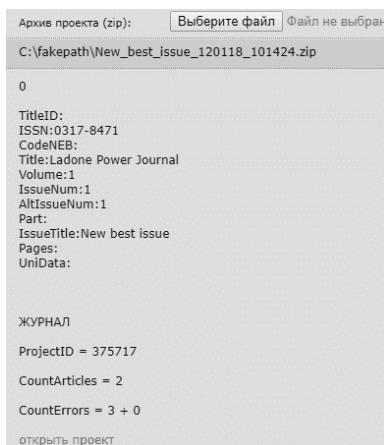 Архив проекта (zip): Выберите файл Файл не выбран
C:\fakepath\New_best_issue_120118_101424.zip
0
TitleID:
ISSN:0317-8471
CodeNEB:
Title:Ladone Power Journal
Volume:1
IssueNum:1
AltIssueNum:1
Part:
IssueTitle:New best issue
Pages:
UniData:
ЖУРНАЛ
ProjectID = 375717
CountArticles = 2
CountErrors = 3 + 0
открыть проект